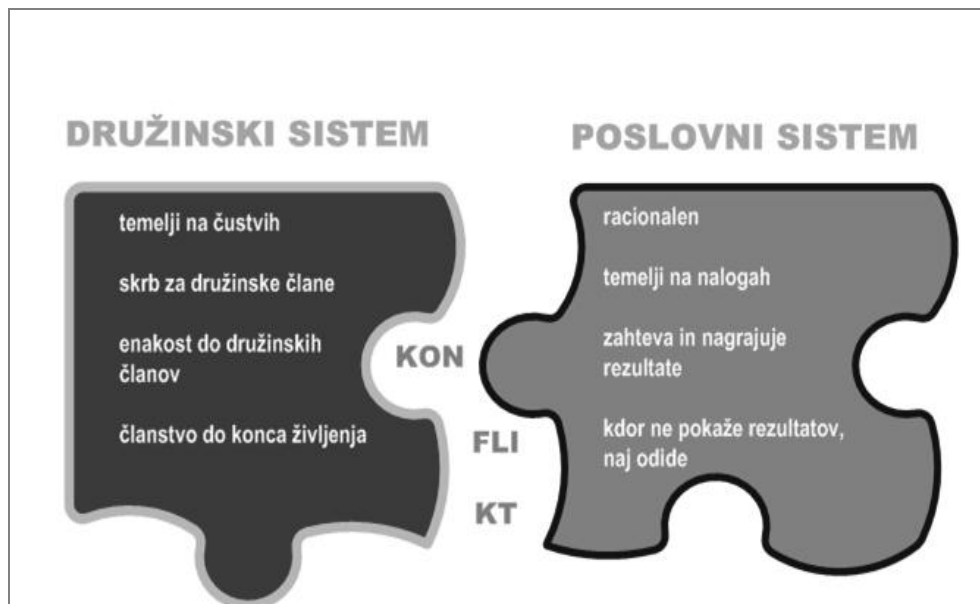 DRUŽINSKI SISTEM
temelji na čustvih
skrb za družinske člane
enakost do družinskih
članov
članstvo do konca življenja
KON
FLI
KT
POSLOVNI SISTEM
racionalen
temelji na nalogah
zahteva in nagrajuje
rezultate
kdor ne pokaže rezultatov,
naj odide